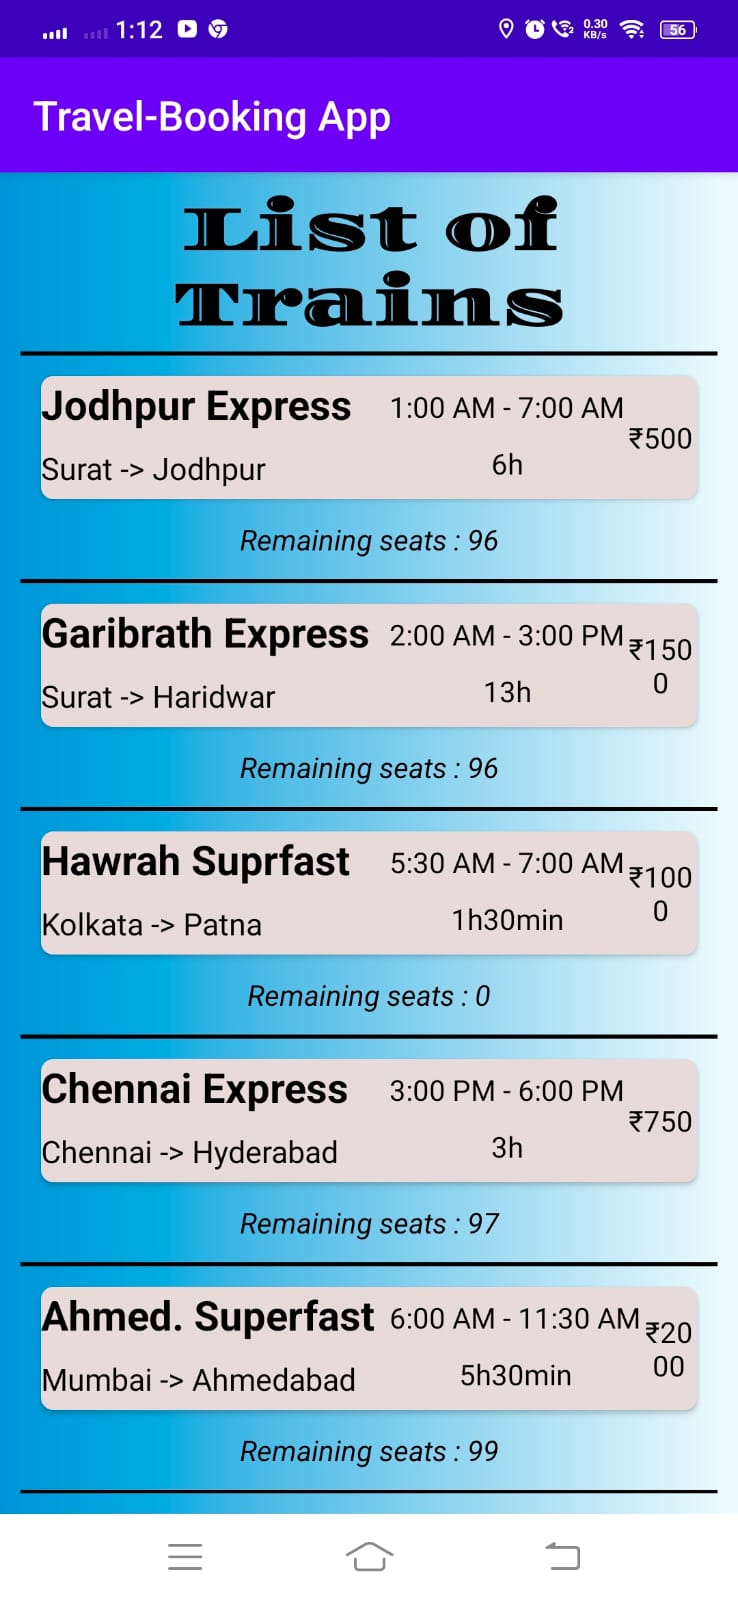 1:12 0.30 KB/s 56
Travel-Booking App
List of
Trains
Jodhpur Express 1:00 AM - 7:00 AM
₹500
Surat -> Jodhpur 6h
Remaining seats : 96
Garibrath Express 2:00 AM - 3:00 PM
₹150
0
Surat -> Haridwar 13h
Remaining seats : 96
Hawrah Suprfast 5:30 AM - 7:00 AM
₹100
0
Kolkata -> Patna 1h30min
Remaining seats : 0
Chennai Express 3:00 PM - 6:00 PM
₹750
Chennai -> Hyderabad 3h
Remaining seats : 97
Ahmed. Superfast 6:00 AM - 11:30 AM
₹20
00
Mumbai -> Ahmedabad 5h30min
Remaining seats : 99